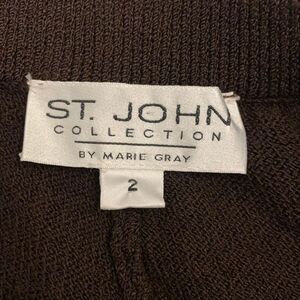 ST. JOHN
COLLECTION
BY MARIE GRAY
2